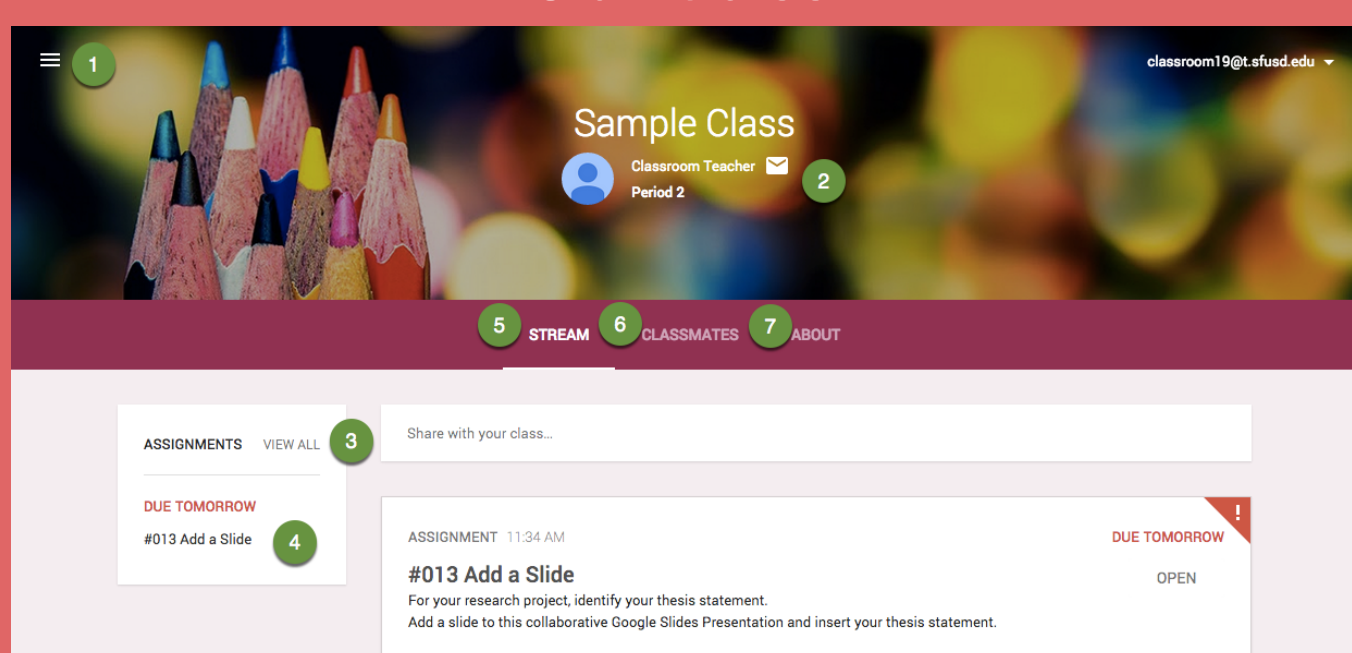 1
classroom19@t.sfusd.edu
Sample Class
Classroom Teacher
2
Period 2
5 STREAM 6 CLASSMATES 7 ABOUT
ASSIGNMENTS VIEW ALL 3
DUE TOMORROW
#013 Add a Slide 4
Share with your class...
ASSIGNMENT 11:34 AM
DUE TOMORROW
!
#013 Add a Slide
OPEN
For your research project, identify your thesis statement.
Add a slide to this collaborative Google Slides Presentation and insert your thesis statement.